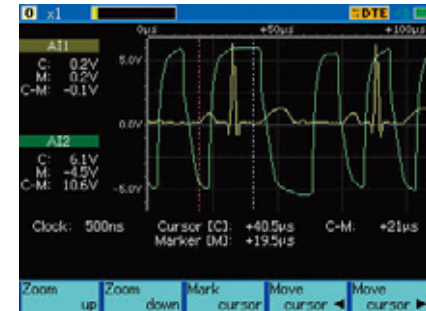 0 x1 DTE
0µs +50µs +100µs
AI1
C: 0.2V
M: 0.2V
C-M: -0.1V
5.0V
0.0V
AI2
C: 6.1V
M: -4.5V
C-M: 10.6V
-5.0V
Clock: 500ns Cursor [C]: +40.5µs C-M: +21µs
Marker [M]: +19.5µs
Zoom up Zoom down Mark cursor Move cursor ◄ Move cursor ►